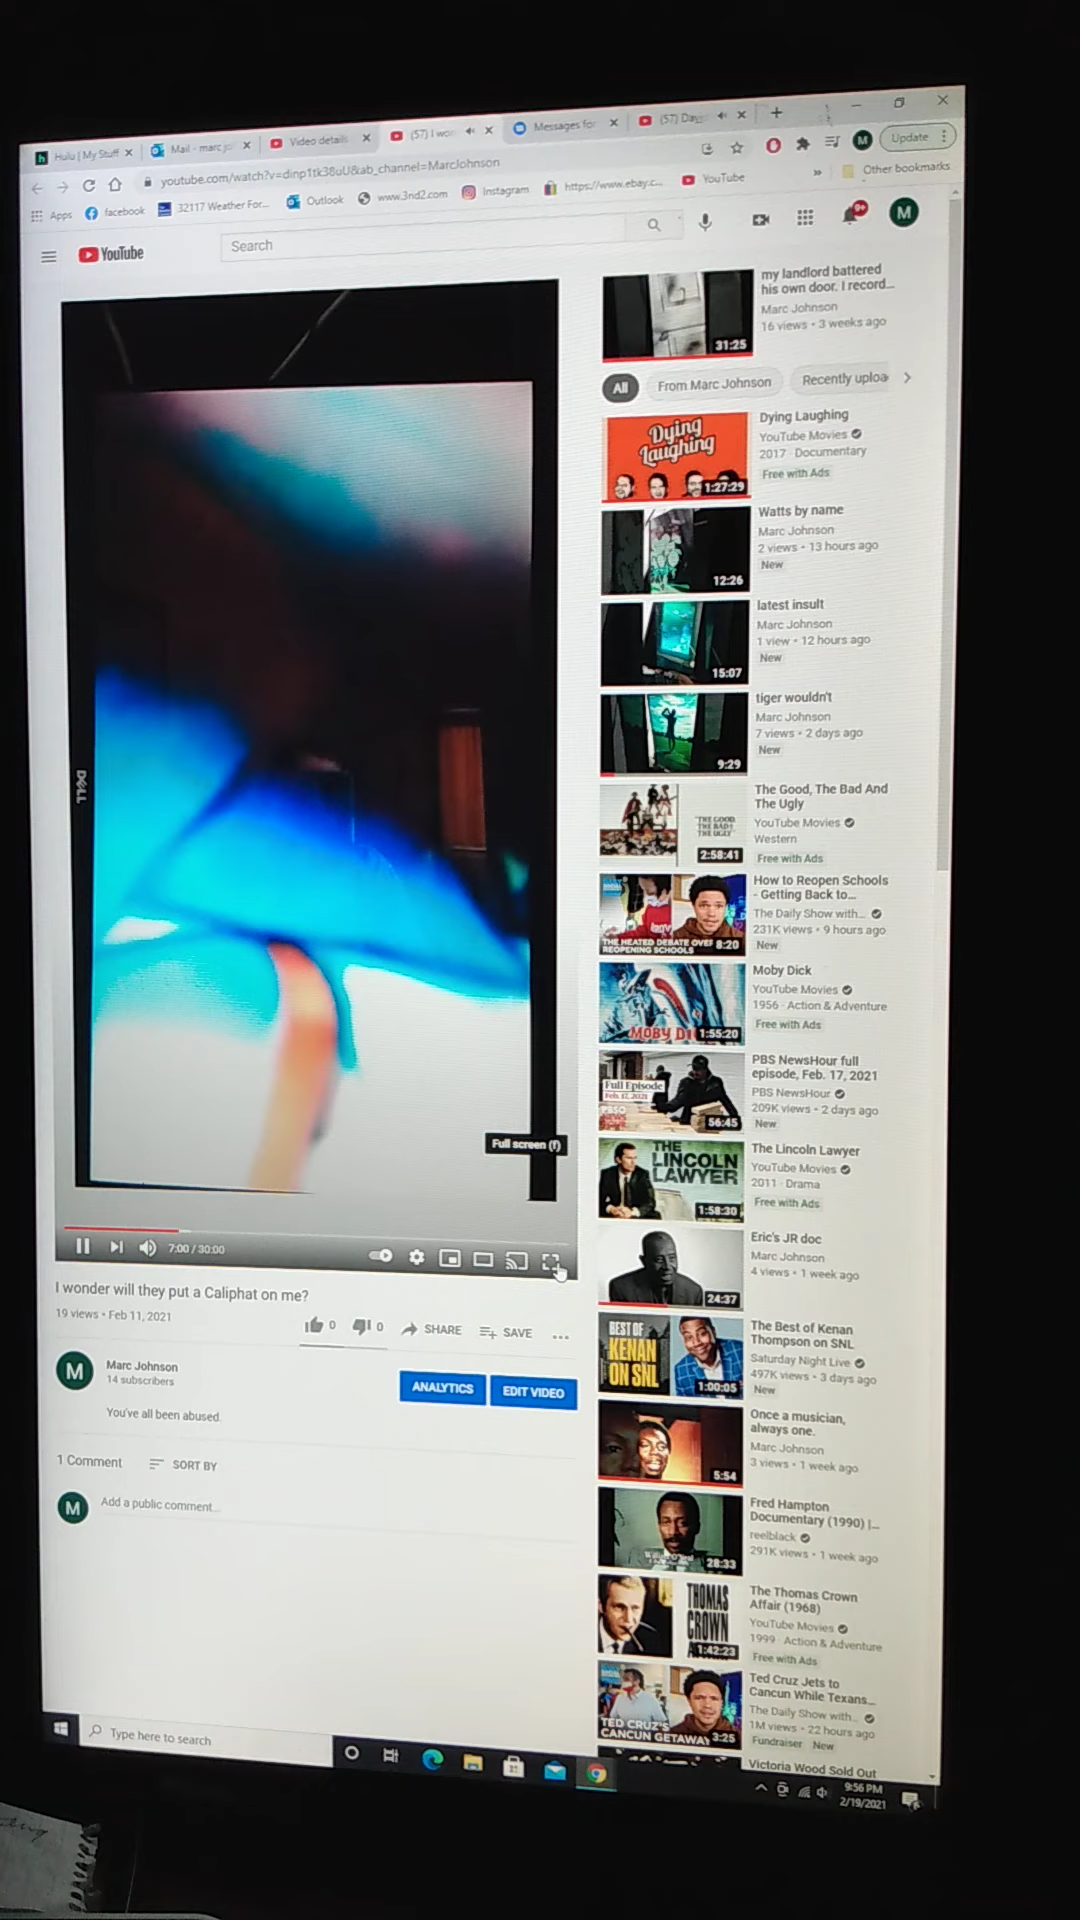 Hulu | My Stuff
Mail - marc jo
Video details
(57) I wo
Messages for
(57) Day
youtube.com/watch?v=dinp1tk38uU&ab_channel=MarcJohnson
M
Update
Apps
facebook
32117 Weather For...
Outlook
www.3nd2.com
Instagram
https://www.ebay.c...
YouTube
»
Other bookmarks
YouTube
Search
9+
M
DELL
Full screen (f)
7:00 / 30:00
I wonder will they put a Caliphat on me?
19 views • Feb 11, 2021
0
0
SHARE
SAVE
...
M
Marc Johnson
14 subscribers
ANALYTICS
EDIT VIDEO
You've all been abused.
1 Comment
SORT BY
M
Add a public comment...
my landlord battered
his own door. I record...
Marc Johnson
16 views • 3 weeks ago
31:25
All
From Marc Johnson
Recently uploa
Dying
Laughing
1:27:29
Dying Laughing
YouTube Movies
2017 · Documentary
Free with Ads
12:26
Watts by name
Marc Johnson
2 views • 13 hours ago
New
15:07
latest insult
Marc Johnson
1 view • 12 hours ago
New
9:29
tiger wouldn't
Marc Johnson
7 views • 2 days ago
New
THE GOOD,
THE BAD &
THE UGLY
2:58:41
The Good, The Bad And
The Ugly
YouTube Movies
Western
Free with Ads
THE HEATED DEBATE OVER
REOPENING SCHOOLS
8:20
How to Reopen Schools
- Getting Back to...
The Daily Show with...
231K views • 9 hours ago
New
MOBY DI
1:55:20
Moby Dick
YouTube Movies
1956 · Action & Adventure
Free with Ads
Full Episode
Feb. 17, 2021
56:45
PBS NewsHour full
episode, Feb. 17, 2021
PBS NewsHour
209K views • 2 days ago
New
THE
LINCOLN
LAWYER
1:58:30
The Lincoln Lawyer
YouTube Movies
2011 · Drama
Free with Ads
24:37
Eric's JR doc
Marc Johnson
4 views • 1 week ago
BEST OF
KENAN
ON SNL
1:00:05
The Best of Kenan
Thompson on SNL
Saturday Night Live
497K views • 3 days ago
New
5:54
Once a musician,
always one.
Marc Johnson
3 views • 1 week ago
28:33
Fred Hampton
Documentary (1990) |...
reelblack
291K views • 1 week ago
THOMAS
CROWN
1:42:23
The Thomas Crown
Affair (1968)
YouTube Movies
1999 · Action & Adventure
Free with Ads
TED CRUZ'S
CANCUN GETAWAY
3:25
Ted Cruz Jets to
Cancun While Texans...
The Daily Show with...
1M views • 22 hours ago
Fundraiser New
Victoria Wood Sold Out
Type here to search
9:56 PM
2/19/2021